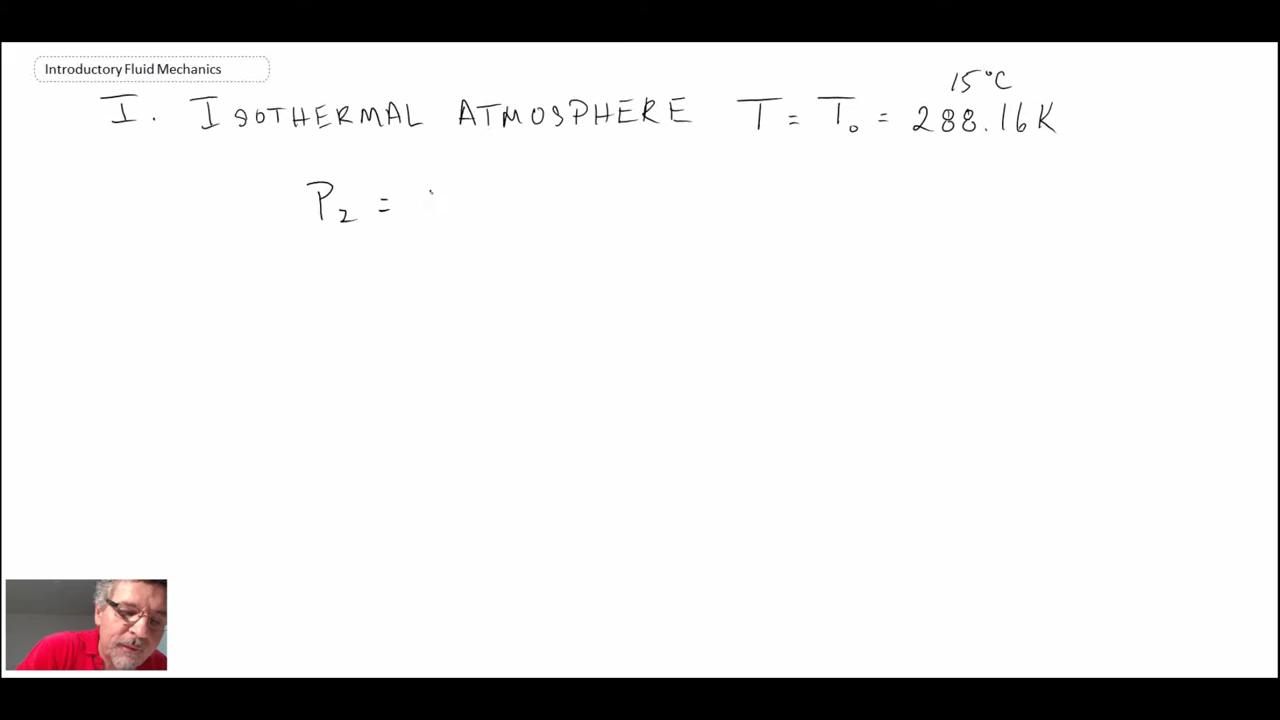 Introductory Fluid Mechanics
15°C
I. ISOTHERMAL ATMOSPHERE T = T₀ = 288.16K
P₂ =